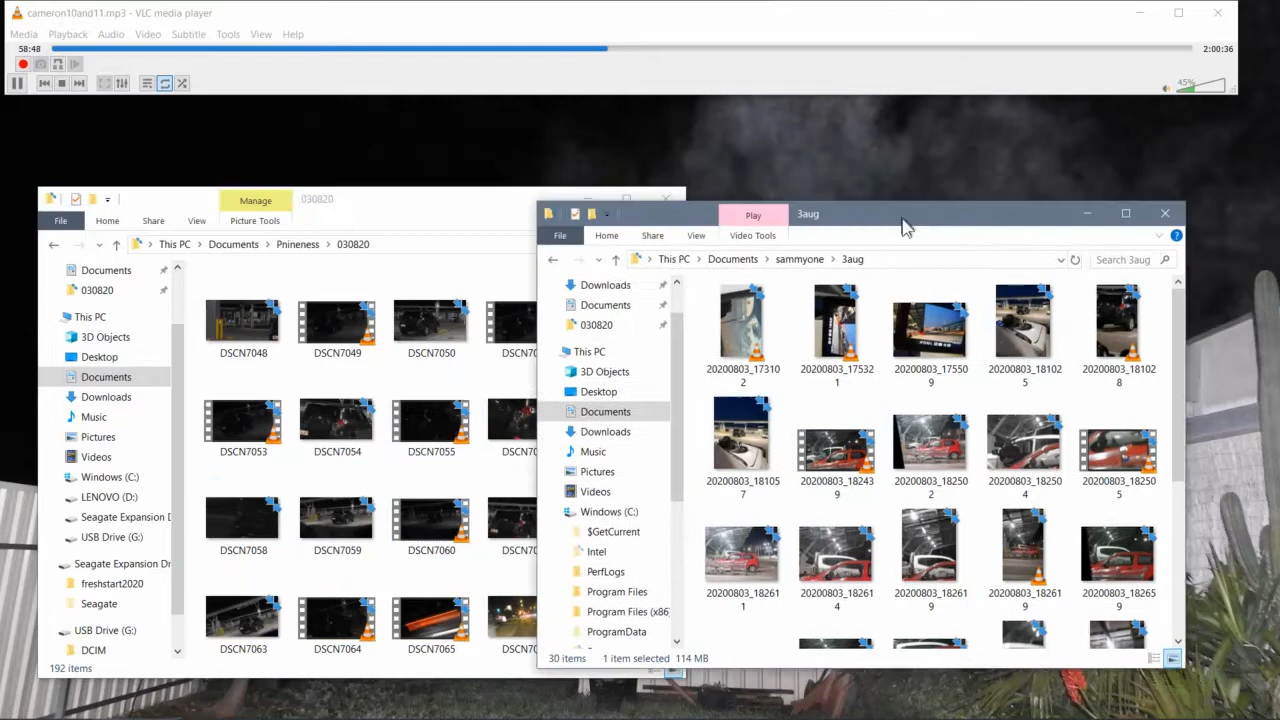 cameron10and11.mp3 - VLC media player
Media Playback Audio Video Subtitle Tools View Help
58:48
2:00:36
45%
Manage
030820
File Home Share View Picture Tools
This PC > Documents > Pnineness > 030820
Documents
030820
This PC
3D Objects
Desktop
Documents
Downloads
Music
Pictures
Videos
Windows (C:)
LENOVO (D:)
Seagate Expansion D
USB Drive (G:)
Seagate Expansion Dr
freshstart2020
Seagate
USB Drive (G:)
DCIM
DSCN7048
DSCN7049
DSCN7050
DSCN70
DSCN7053
DSCN7054
DSCN7055
DSCN70
DSCN7058
DSCN7059
DSCN7060
DSCN70
DSCN7063
DSCN7064
DSCN7065
DSCN70
192 items
Play
3aug
File Home Share View Video Tools
This PC > Documents > sammyone > 3aug
Search 3aug
Downloads
Documents
030820
This PC
3D Objects
Desktop
Documents
Downloads
Music
Pictures
Videos
Windows (C:)
$GetCurrent
Intel
PerfLogs
Program Files
Program Files (x86
ProgramData
20200803_17310
2
20200803_17532
1
20200803_17550
9
20200803_18102
5
20200803_18102
8
20200803_18105
7
20200803_18243
9
20200803_18250
2
20200803_18250
4
20200803_18250
5
20200803_18261
1
20200803_18261
4
20200803_18261
9
20200803_18261
9
20200803_18265
9
30 items 1 item selected 114 MB